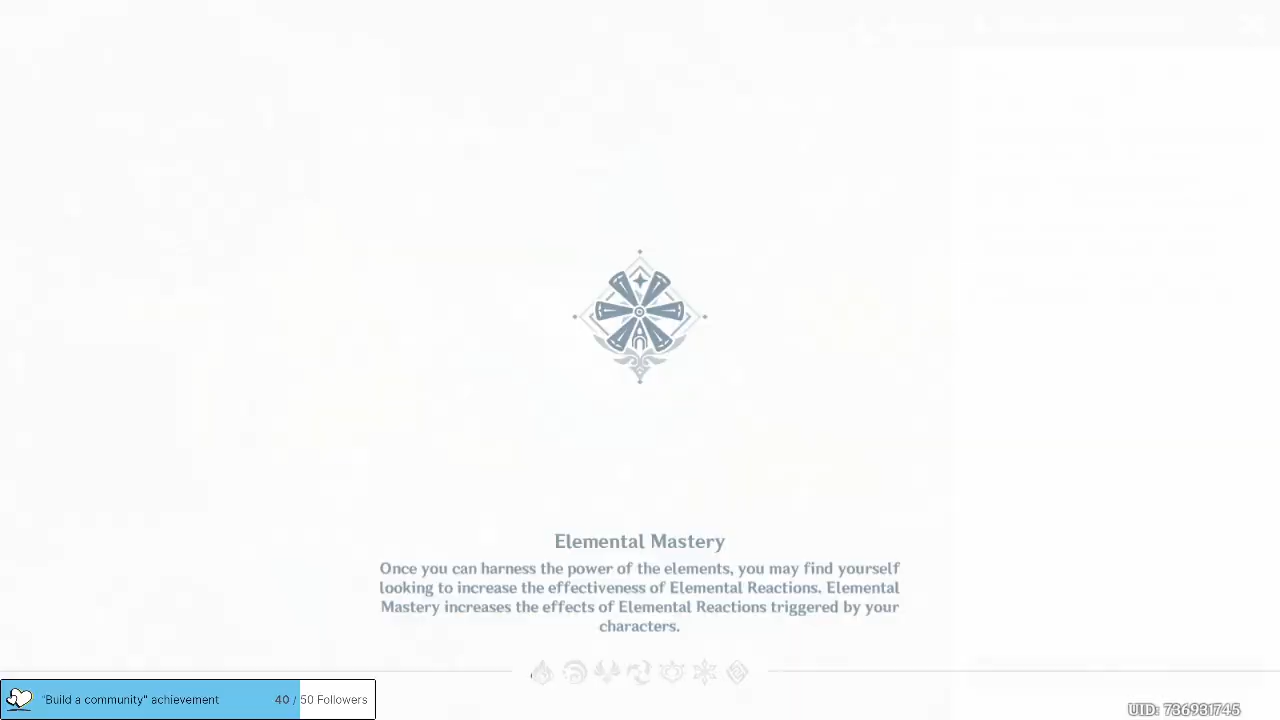 Elemental Mastery
Once you can harness the power of the elements, you may find yourself
looking to increase the effectiveness of Elemental Reactions. Elemental
Mastery increases the effects of Elemental Reactions triggered by your
characters.
"Build a community" achievement 40 / 50 Followers
UID: 736981745